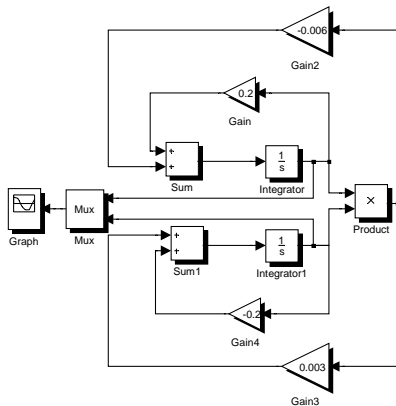 -0.006
Gain2
0.2
Gain
+
+
Sum
1
s
Integrator
Mux
Mux
Graph
×
Product
+
+
Sum1
1
s
Integrator1
-0.2
Gain4
0.003
Gain3